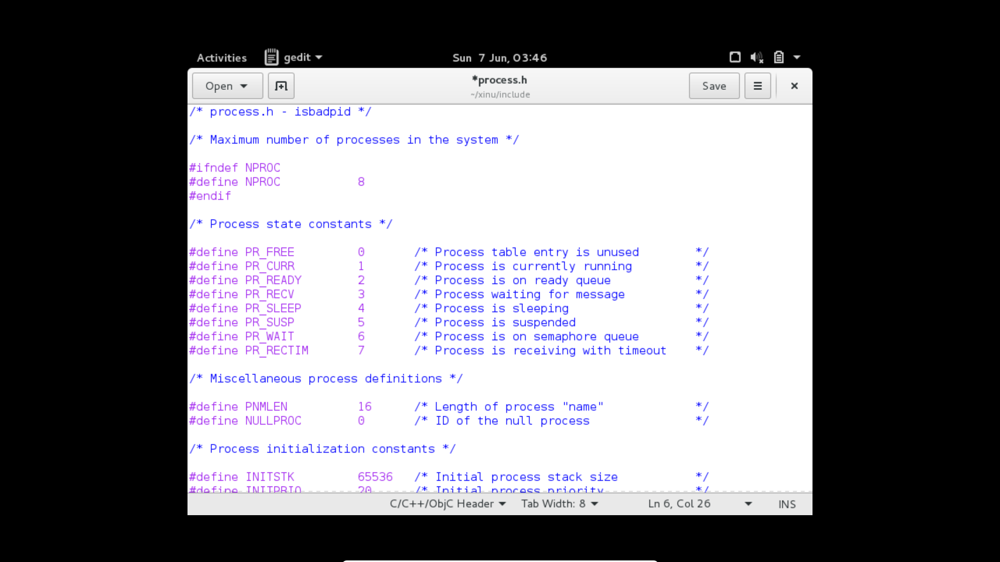 Activities gedit Sun 7 Jun, 03:46
Open *process.h Save
~/xinu/include
/* process.h - isbadpid */
/* Maximum number of processes in the system */
#ifndef NPROC
#define NPROC 8
#endif
/* Process state constants */
#define PR_FREE 0 /* Process table entry is unused */
#define PR_CURR 1 /* Process is currently running */
#define PR_READY 2 /* Process is on ready queue */
#define PR_RECV 3 /* Process waiting for message */
#define PR_SLEEP 4 /* Process is sleeping */
#define PR_SUSP 5 /* Process is suspended */
#define PR_WAIT 6 /* Process is on semaphore queue */
#define PR_RECTIM 7 /* Process is receiving with timeout */
/* Miscellaneous process definitions */
#define PNMLEN 16 /* Length of process "name" */
#define NULLPROC 0 /* ID of the null process */
/* Process initialization constants */
#define INITSTK 65536 /* Initial process stack size */
#define INITPRIO 20 /* Initial process priority */
C/C++/ObjC Header Tab Width: 8 Ln 6, Col 26 INS